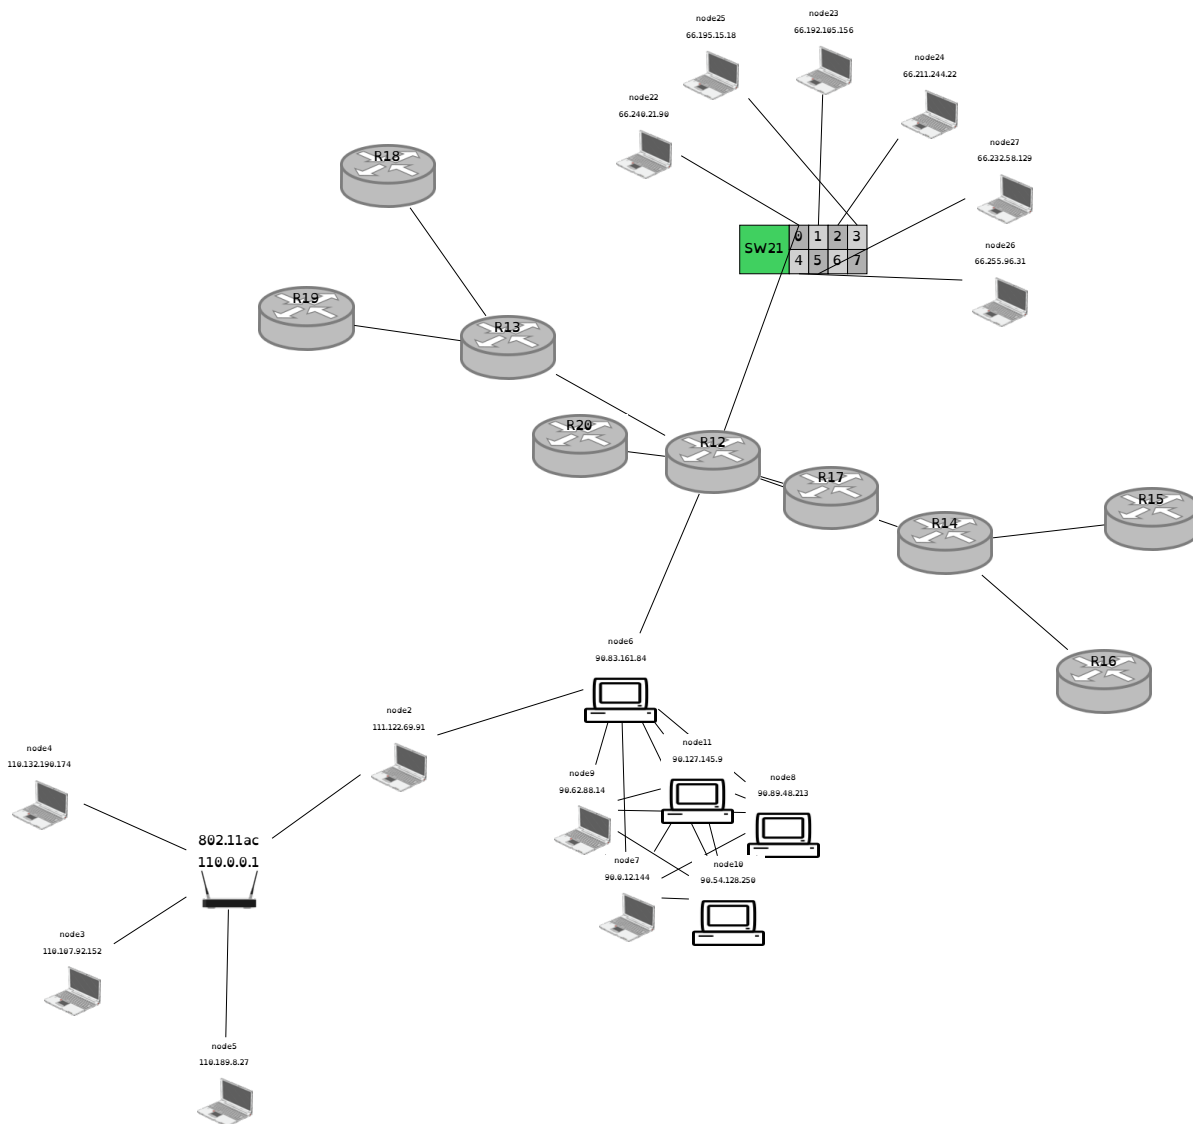 node25
66.195.15.18
node23
66.192.105.156
node24
66.211.244.22
node22
66.240.21.90
node27
66.232.58.129
R18
SW21
0 1 2 3
4 5 6 7
node26
66.255.96.31
R19
R13
R20
R12
R17
R14
R15
R16
node6
90.83.161.84
node2
111.122.69.91
node11
90.127.145.9
node4
110.132.190.174
node9
90.62.88.14
node8
90.89.48.213
802.11ac
110.0.0.1
node7
90.0.12.144
node10
90.54.128.250
node3
110.107.92.152
node5
110.189.8.27